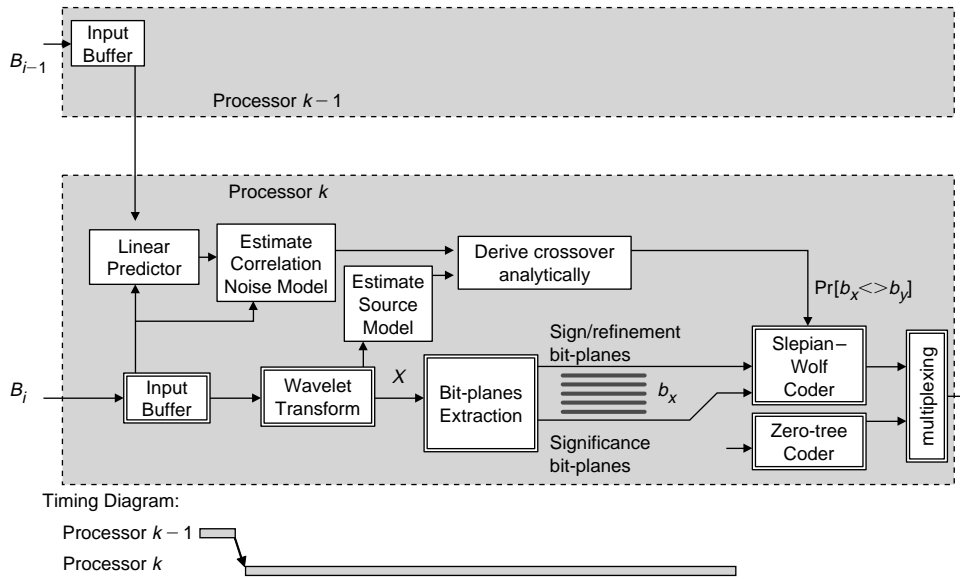 Input
Buffer
B_{i−1}
Processor k − 1
Processor k
Linear
Predictor
Estimate
Correlation
Noise Model
Estimate
Source
Model
Derive crossover
analytically
Pr[b_x<>b_y]
B_i
Input
Buffer
Wavelet
Transform
X
Bit-planes
Extraction
Sign/refinement
bit-planes
b_x
Significance
bit-planes
Slepian−
Wolf
Coder
Zero-tree
Coder
multiplexing
Timing Diagram:
Processor k − 1
Processor k